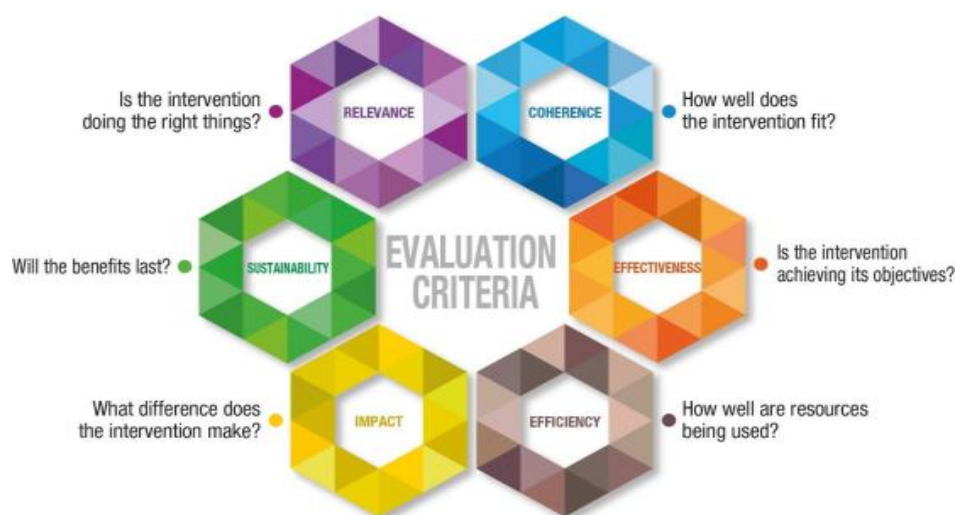 Is the intervention
doing the right things?
RELEVANCE
COHERENCE
How well does
the intervention fit?
Will the benefits last?
SUSTAINABILITY
EVALUATION
CRITERIA
EFFECTIVENESS
Is the intervention
achieving its objectives?
What difference does
the intervention make?
IMPACT
EFFICIENCY
How well are resources
being used?